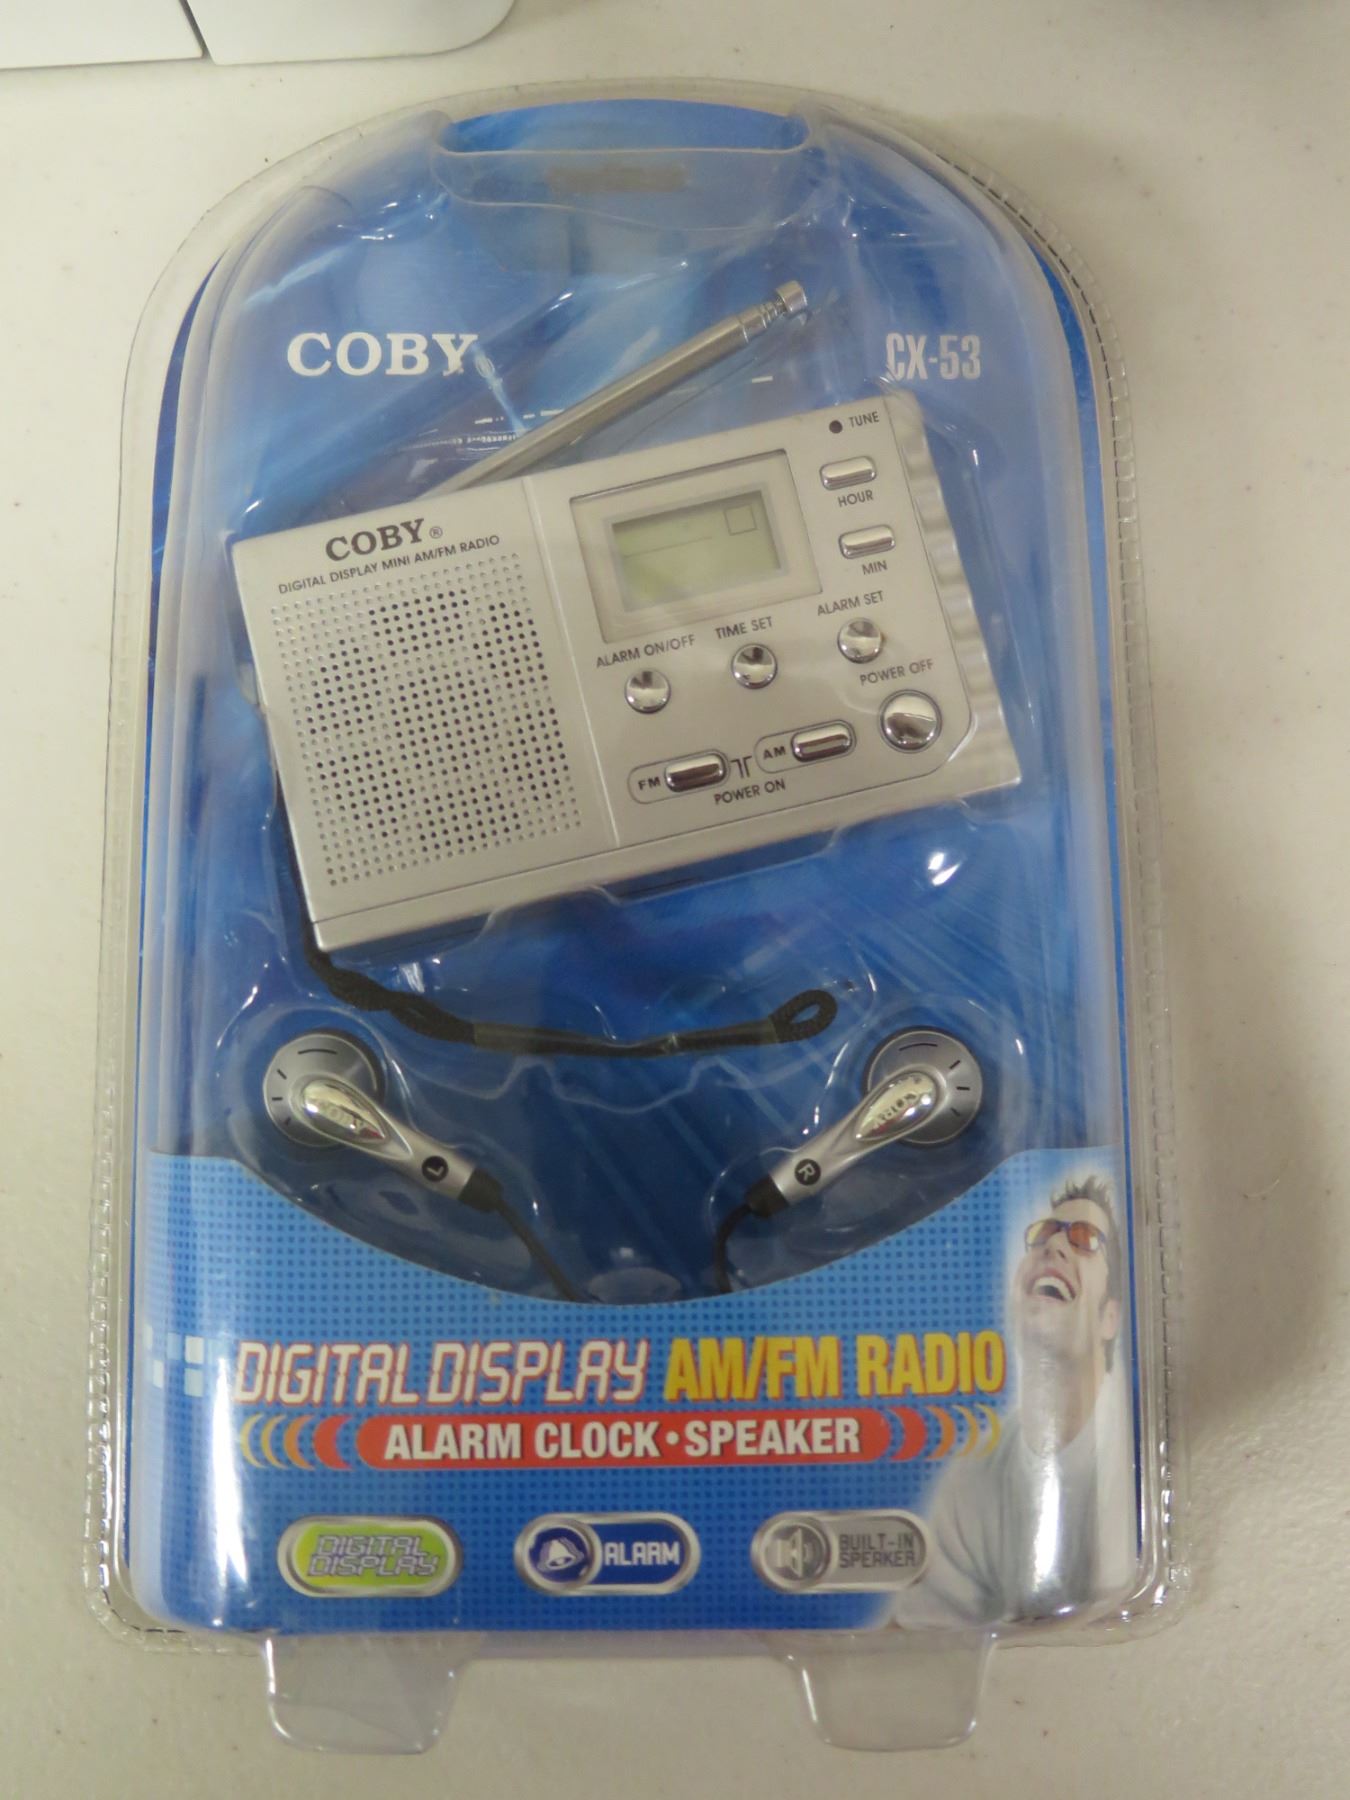 COBY
CX-53
TUNE
HOUR
COBY®
DIGITAL DISPLAY MINI AM/FM RADIO
MIN
ALARM SET
TIME SET
ALARM ON/OFF
POWER OFF
FM
AM
POWER ON
COBY
COBY
L
R
DIGITAL DISPLAY AM/FM RADIO
ALARM CLOCK•SPEAKER
DIGITAL
DISPLAY
ALARM
BUILT-IN
SPEAKER